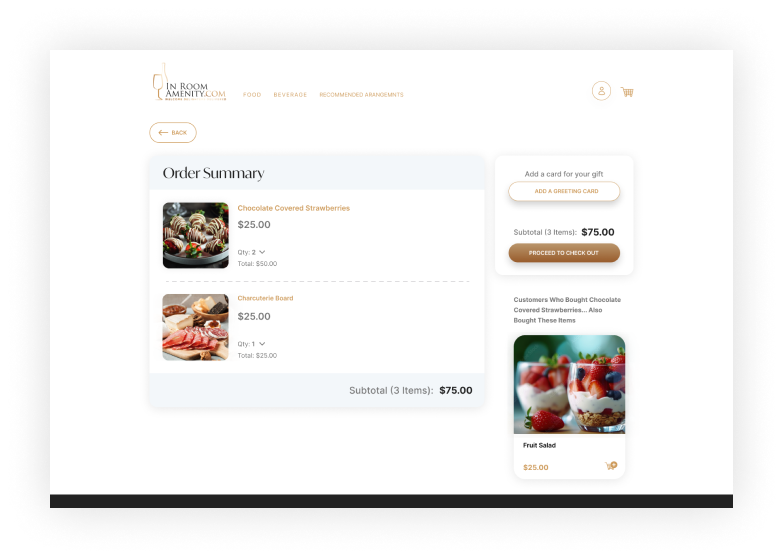 IN ROOM
AMENITY.COM
FOOD
BEVERAGE
RECOMMENDED ARANGEMNTS
BACK
Order Summary
Chocolate Covered Strawberries
$25.00
Qty: 2
Total: $50.00
Charcuterie Board
$25.00
Qty: 1
Total: $25.00
Subtotal (3 Items): $75.00
Add a card for your gift
ADD A GREETING CARD
Subtotal (3 Items): $75.00
PROCEED TO CHECK OUT
Customers Who Bought Chocolate
Covered Strawberries... Also
Bought These Items
Fruit Salad
$25.00